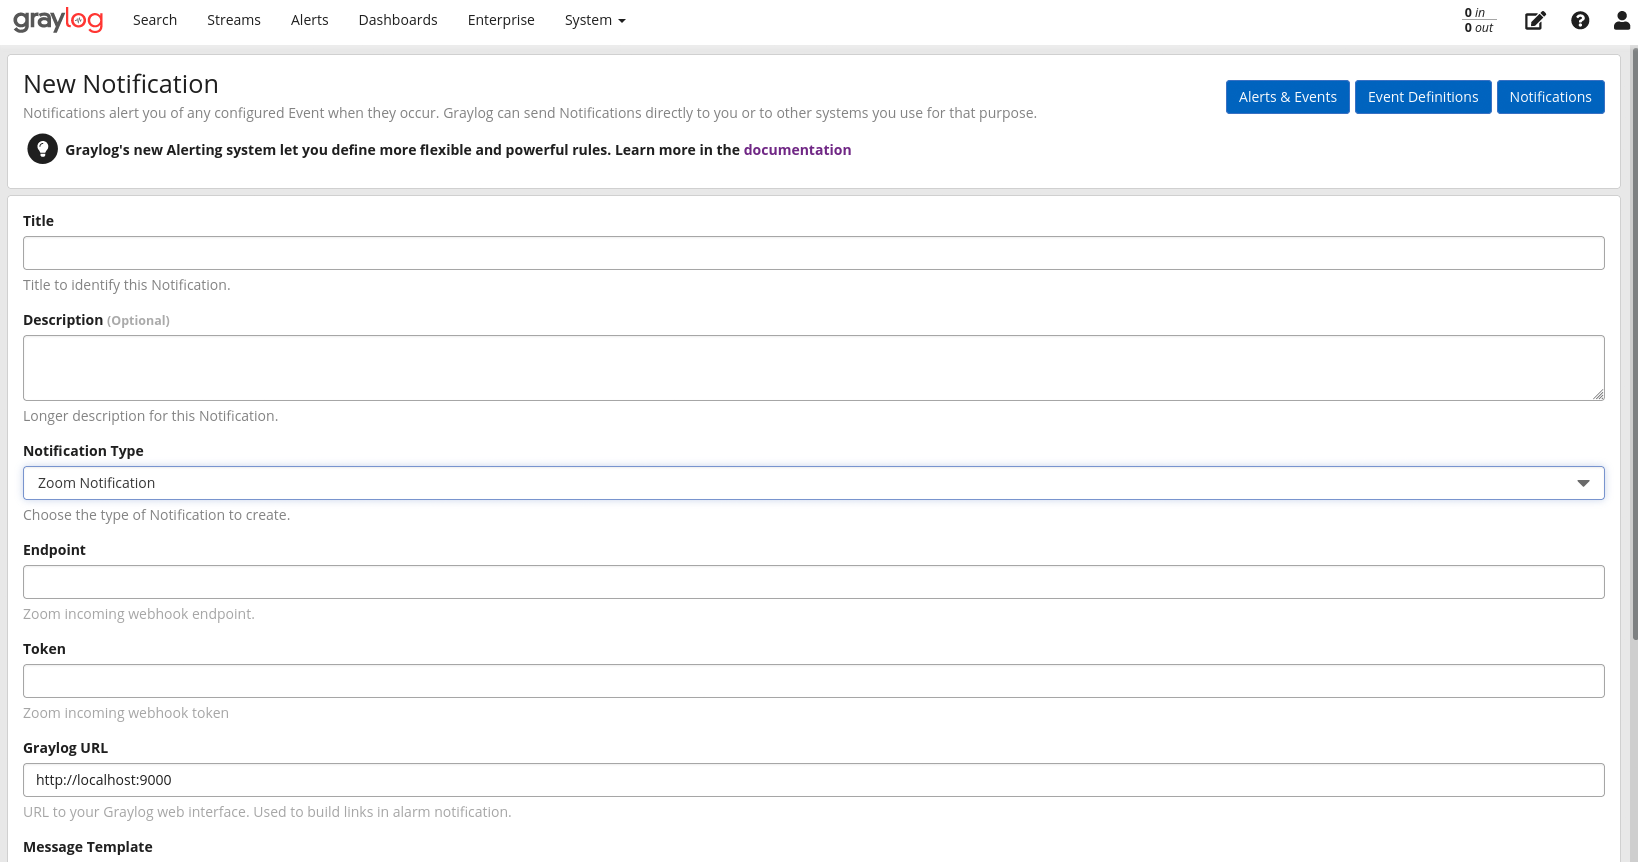 graylog Search Streams Alerts Dashboards Enterprise System 0 in
0 out
New Notification
Alerts & Events Event Definitions Notifications
Notifications alert you of any configured Event when they occur. Graylog can send Notifications directly to you or to other systems you use for that purpose.
Graylog's new Alerting system let you define more flexible and powerful rules. Learn more in the documentation
Title
Title to identify this Notification.
Description (Optional)
Longer description for this Notification.
Notification Type
Zoom Notification
Choose the type of Notification to create.
Endpoint
Zoom incoming webhook endpoint.
Token
Zoom incoming webhook token
Graylog URL
http://localhost:9000
URL to your Graylog web interface. Used to build links in alarm notification.
Message Template